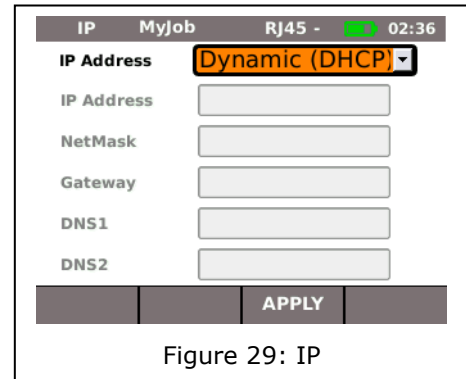 IP MyJob RJ45 - 02:36
IP Address Dynamic (DHCP)
IP Address
NetMask
Gateway
DNS1
DNS2
APPLY
Figure 29: IP